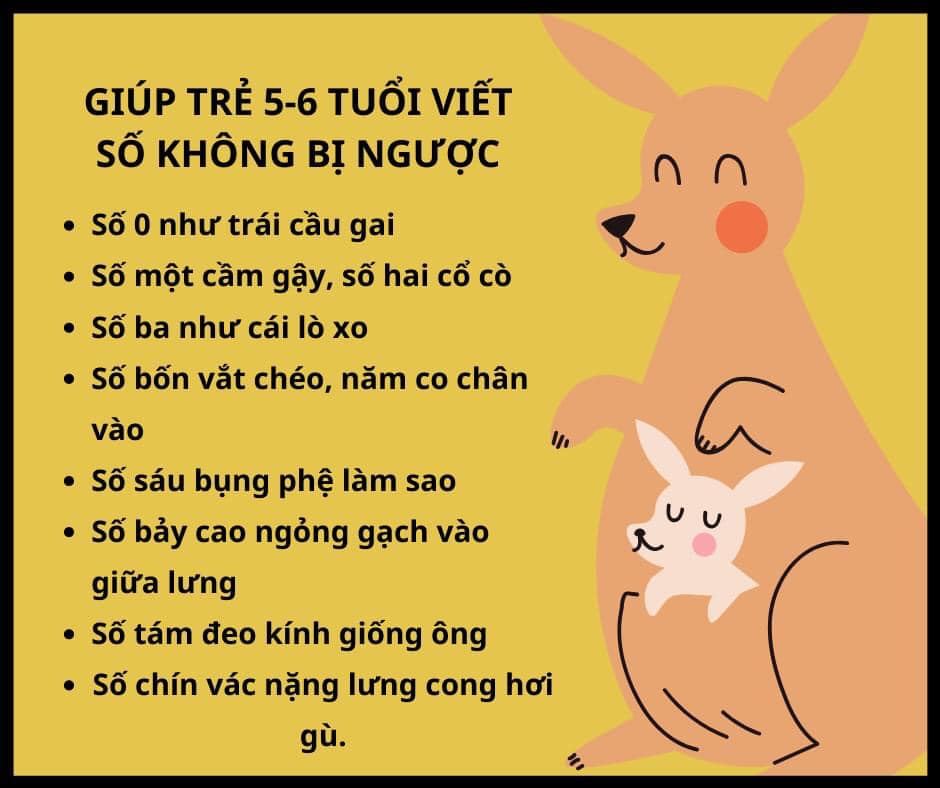 GIÚP TRẺ 5-6 TUỔI VIẾT
SỐ KHÔNG BỊ NGƯỢC
• Số 0 như trái cầu gai
• Số một cầm gậy, số hai cổ cò
• Số ba như cái lò xo
• Số bốn vắt chéo, năm co chân
vào
• Số sáu bụng phệ làm sao
• Số bảy cao ngỏng gạch vào
giữa lưng
• Số tám đeo kính giống ông
• Số chín vác nặng lưng cong hơi
gù.